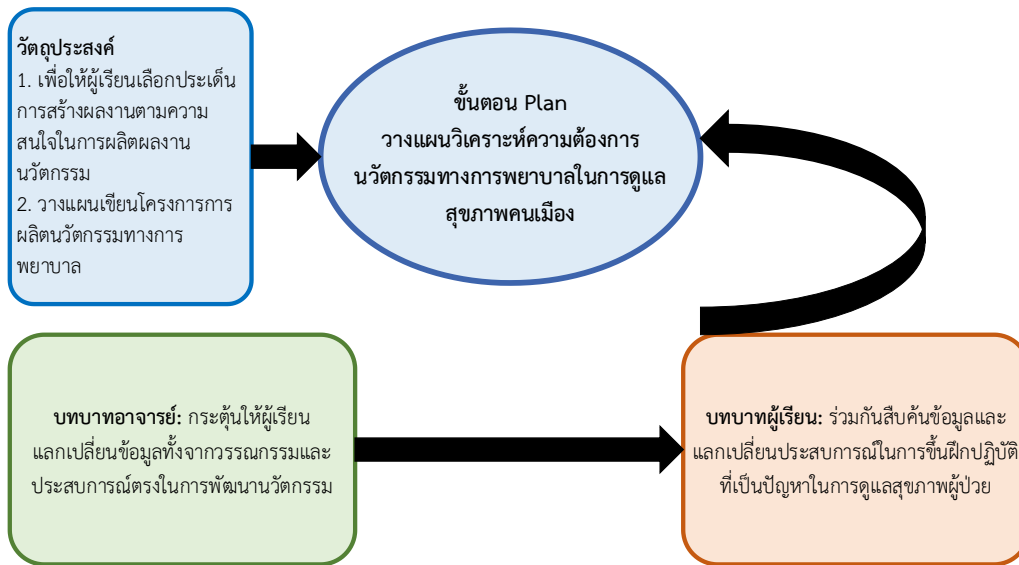 วัตถุประสงค์
1. เพื่อให้ผู้เรียนเลือกประเด็น
การสร้างผลงานตามความ
สนใจในการผลิตผลงาน
นวัตกรรม
2. วางแผนเขียนโครงการการ
ผลิตนวัตกรรมทางการ
พยาบาล
ขั้นตอน Plan
วางแผนวิเคราะห์ความต้องการ
นวัตกรรมทางการพยาบาลในการดูแล
สุขภาพคนเมือง
บทบาทอาจารย์: กระตุ้นให้ผู้เรียน
แลกเปลี่ยนข้อมูลทั้งจากวรรณกรรมและ
ประสบการณ์ตรงในการพัฒนานวัตกรรม
บทบาทผู้เรียน: ร่วมกันสืบค้นข้อมูลและ
แลกเปลี่ยนประสบการณ์ในการขึ้นฝึกปฏิบัติ
ที่เป็นปัญหาในการดูแลสุขภาพผู้ป่วย